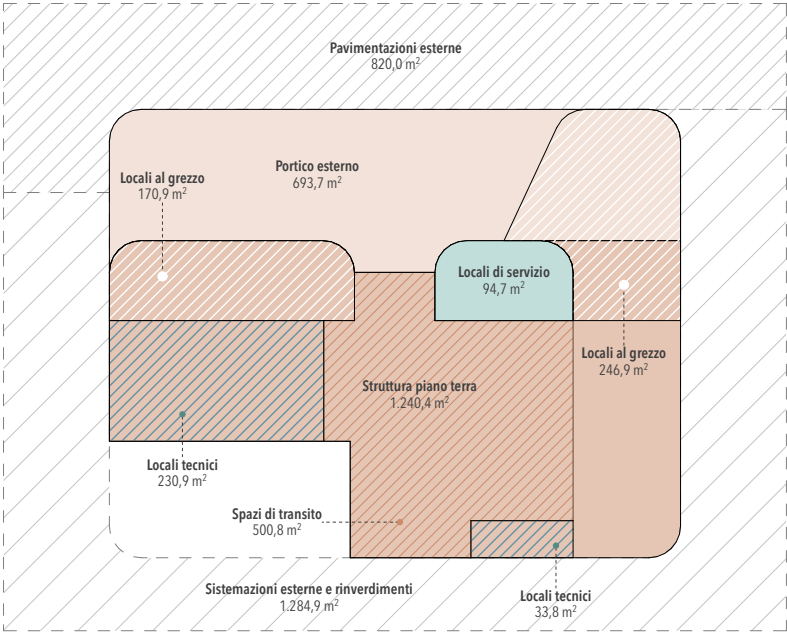 Pavimentazioni esterne
820,0 m²
Portico esterno
693,7 m²
Locali al grezzo
170,9 m²
Locali di servizio
94,7 m²
Locali al grezzo
246,9 m²
Struttura piano terra
1.240,4 m²
Locali tecnici
230,9 m²
Spazi di transito
500,8 m²
Sistemazioni esterne e rinverdimenti
1.284,9 m²
Locali tecnici
33,8 m²